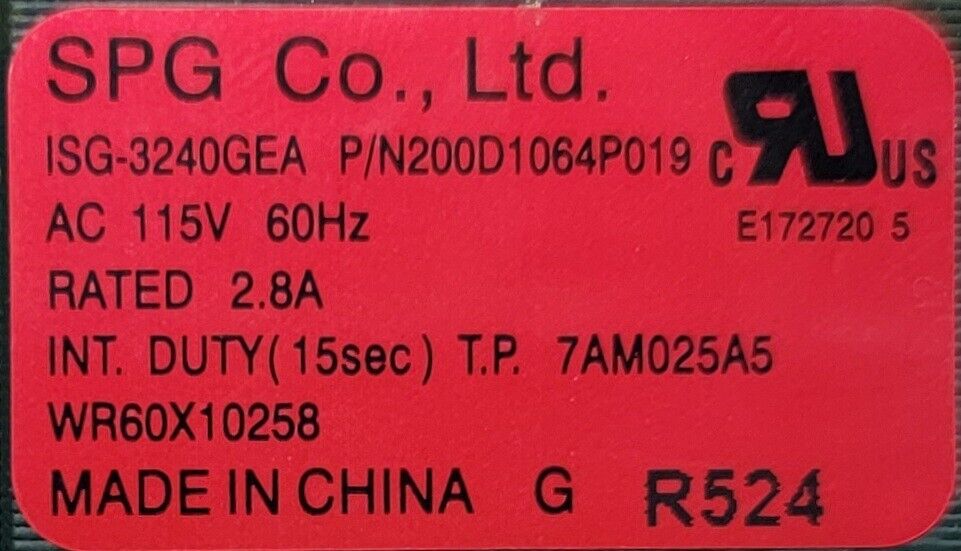 SPG Co., Ltd.
ISG-3240GEA P/N200D1064P019 C RU US
AC 115V 60Hz E172720 5
RATED 2.8A
INT. DUTY(15sec) T.P. 7AM025A5
WR60X10258
MADE IN CHINA G R524